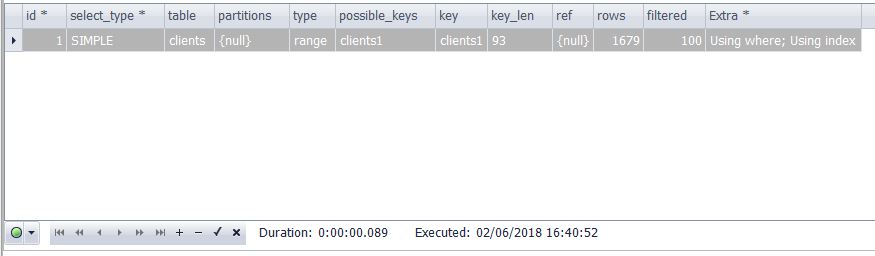 id * select_type * table partitions type possible_keys key key_len ref rows filtered Extra *
1 SIMPLE clients {null} range clients1 clients1 93 {null} 1679 100 Using where; Using index
Duration: 0:00:00.089 Executed: 02/06/2018 16:40:52